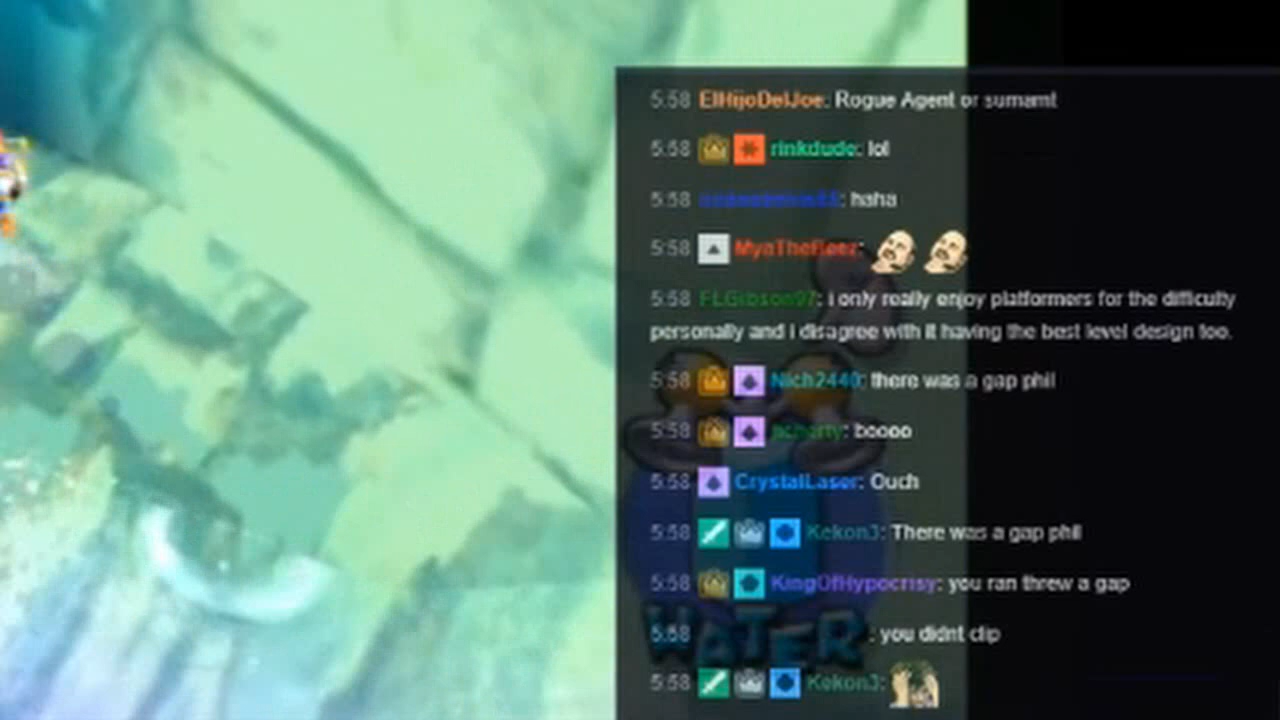 5:58 ElHijoDelJoe: Rogue Agent or sumamt
5:58 rinkdude: lol
5:58 : haha
5:58 MyaTheBeez:
5:58 FLGibson97: i only really enjoy platformers for the difficulty
personally and i disagree with it having the best level design too.
5:58 Nich2440: there was a gap phil
5:58 : boooo
5:58 CrystalLaser: Ouch
5:58 Kekon3: There was a gap phil
5:58 KingOfHypocrisy: you ran threw a gap
5:58 : you didnt clip
WATER
5:58 Kekon3: